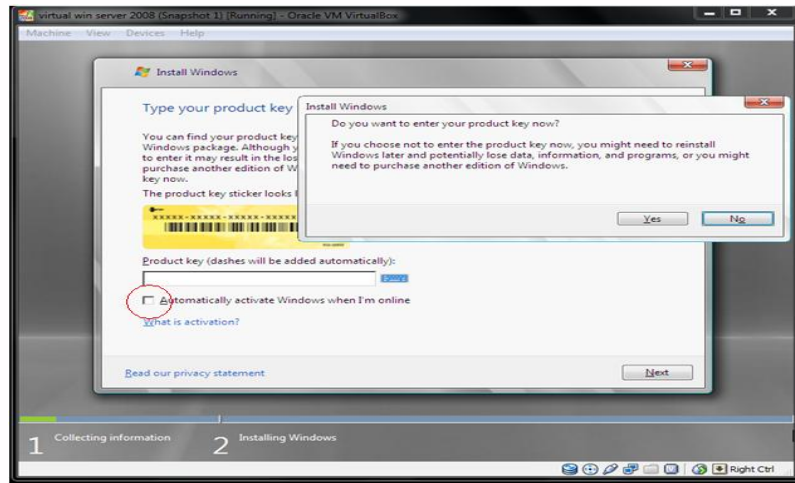 virtual win server 2008 (Snapshot 1) [Running] - Oracle VM VirtualBox
Machine View Devices Help
Install Windows
Type your product key
You can find your product key
Windows package. Although y
to enter it may result in the los
purchase another edition of W
key now.
The product key sticker looks l
XXXXX-XXXXX-XXXXX-XXXXX
Install Windows
Do you want to enter your product key now?
If you choose not to enter the product key now, you might need to reinstall
Windows later and potentially lose data, information, and programs, or you might
need to purchase another edition of Windows.
Yes No
Product key (dashes will be added automatically):
Automatically activate Windows when I'm online
What is activation?
Read our privacy statement
Next
1 Collecting information 2 Installing Windows
Right Ctrl